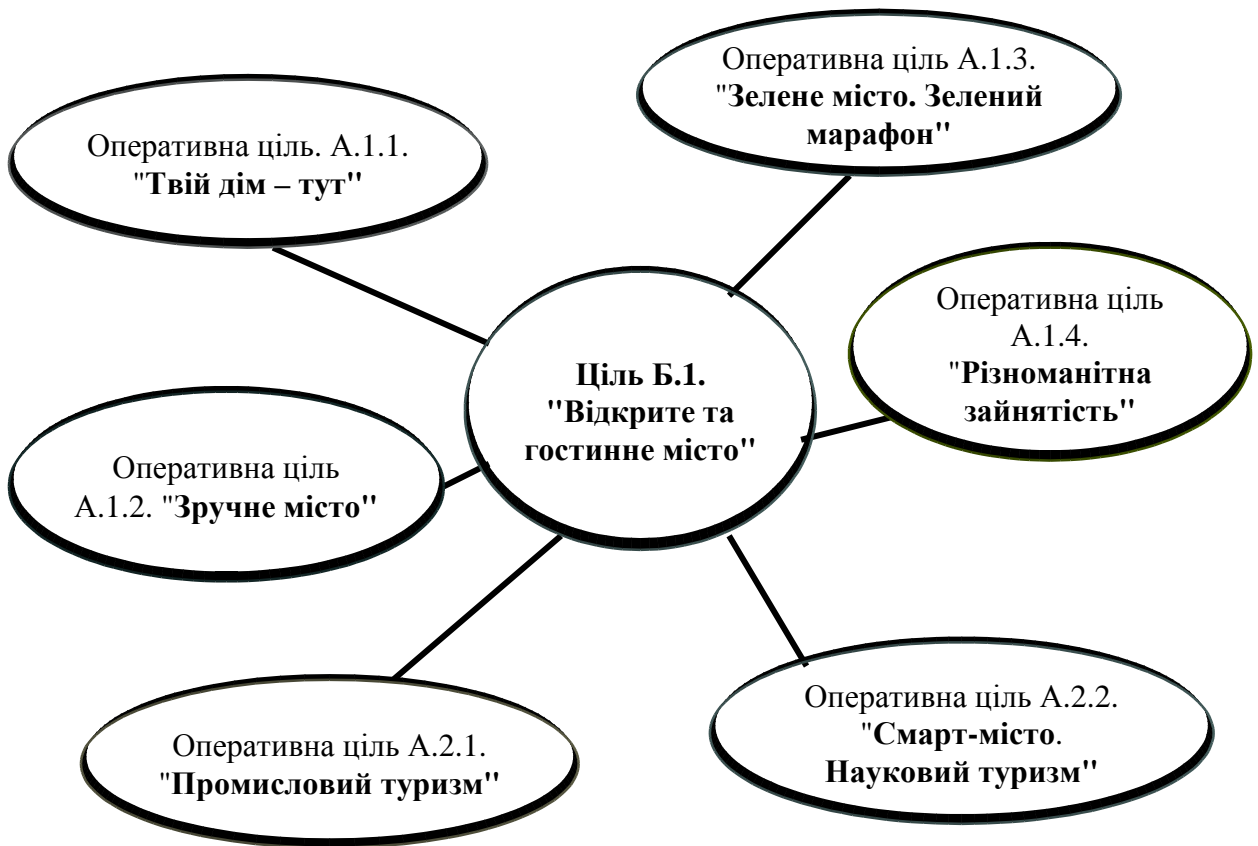 Оперативна ціль. А.1.1.
"Твій дім – тут"
Оперативна ціль А.1.3.
"Зелене місто. Зелений
марафон"
Оперативна ціль
А.1.4.
"Різноманітна
зайнятість"
Ціль Б.1.
"Відкрите та
гостинне місто"
Оперативна ціль
А.1.2. "Зручне місто"
Оперативна ціль А.2.1.
"Промисловий туризм"
Оперативна ціль А.2.2.
"Смарт-місто.
Науковий туризм"